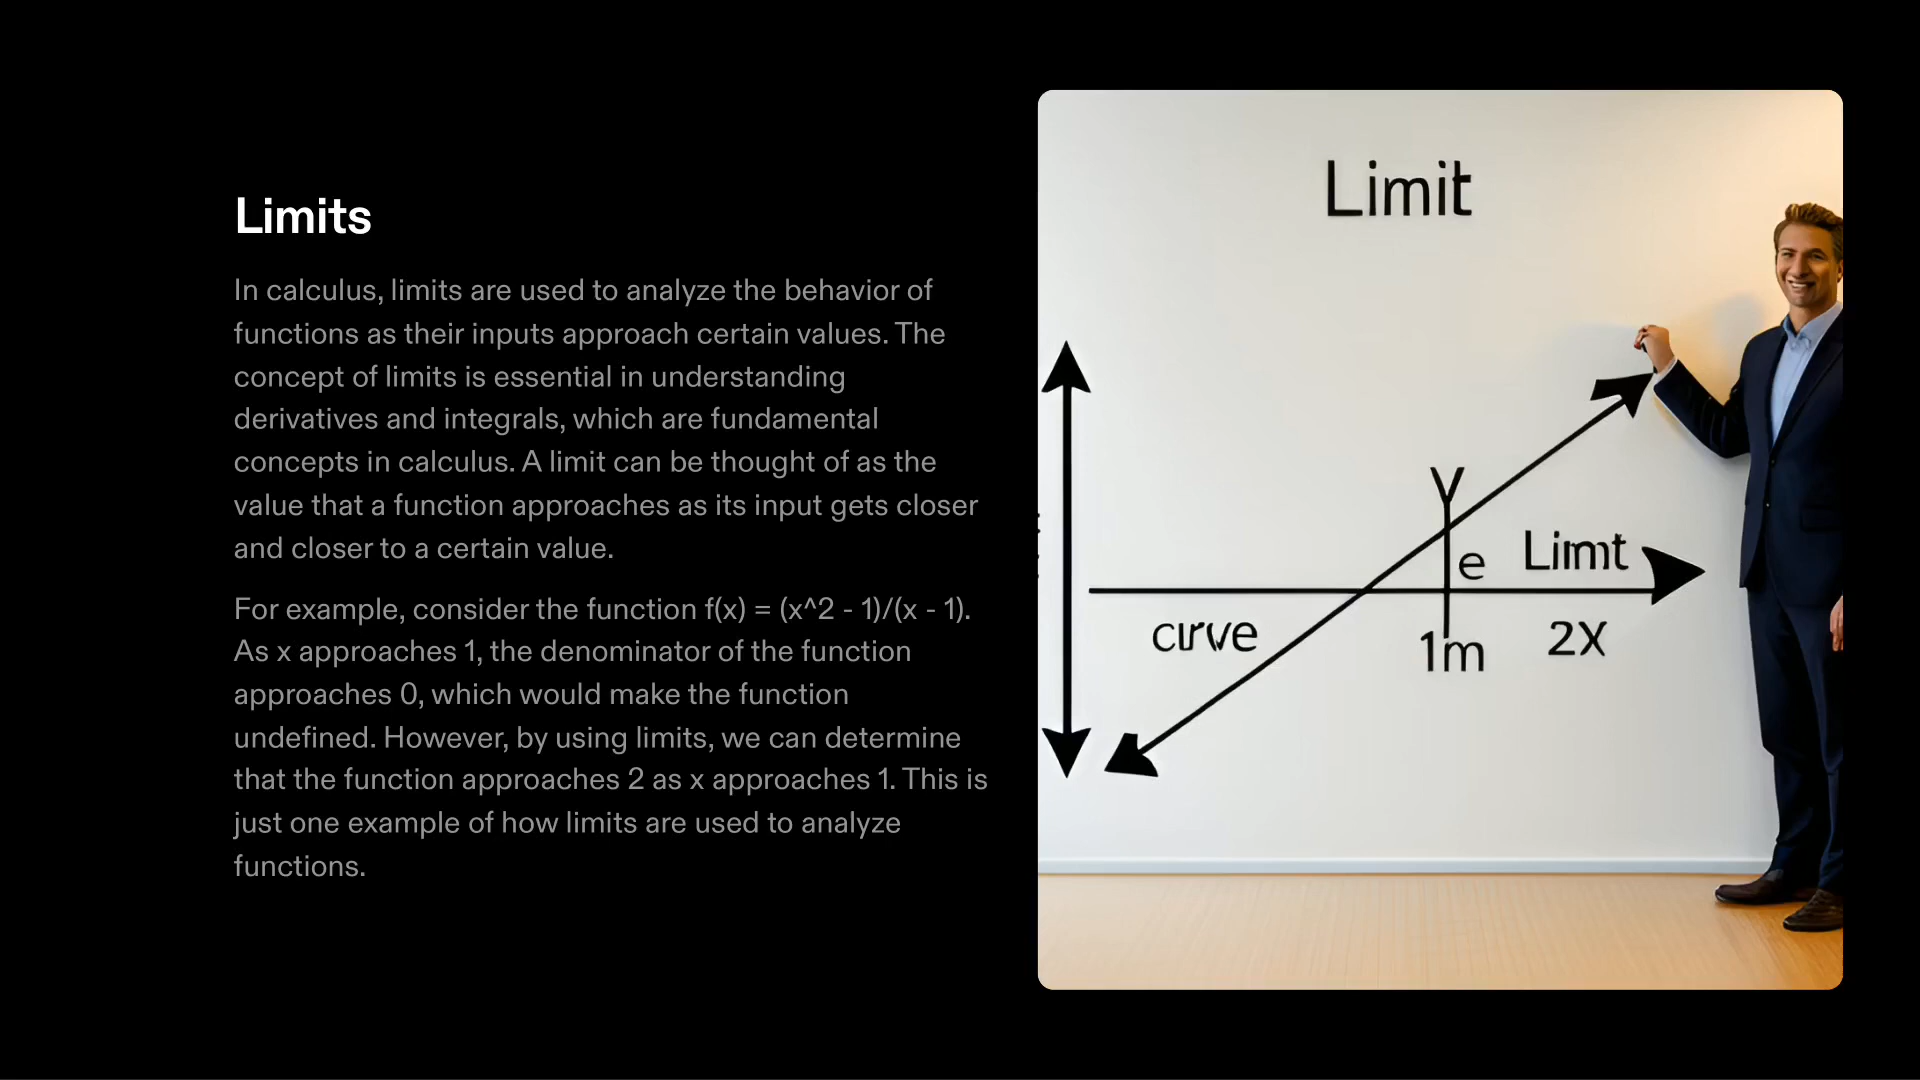 Limits
In calculus, limits are used to analyze the behavior of
functions as their inputs approach certain values. The
concept of limits is essential in understanding
derivatives and integrals, which are fundamental
concepts in calculus. A limit can be thought of as the
value that a function approaches as its input gets closer
and closer to a certain value.
For example, consider the function f(x) = (x^2 - 1)/(x - 1).
As x approaches 1, the denominator of the function
approaches 0, which would make the function
undefined. However, by using limits, we can determine
that the function approaches 2 as x approaches 1. This is
just one example of how limits are used to analyze
functions.
Limit
y
e
Limt
curve
1m
2X